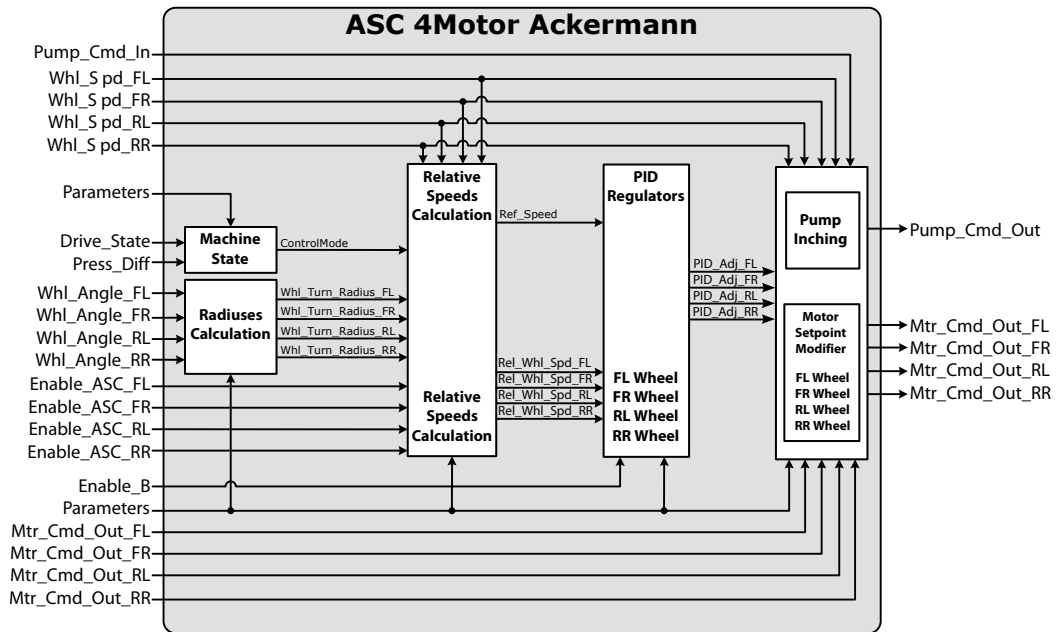 ASC 4Motor Ackermann
Pump_Cmd_In
Whl_S pd_FL
Whl_S pd_FR
Whl_S pd_RL
Whl_S pd_RR
Parameters
Drive_State
Press_Diff
Whl_Angle_FL
Whl_Angle_FR
Whl_Angle_RL
Whl_Angle_RR
Enable_ASC_FL
Enable_ASC_FR
Enable_ASC_RL
Enable_ASC_RR
Enable_B
Parameters
Mtr_Cmd_Out_FL
Mtr_Cmd_Out_FR
Mtr_Cmd_Out_RL
Mtr_Cmd_Out_RR
Machine
State
ControlMode
Radiuses
Calculation
Whl_Turn_Radius_FL
Whl_Turn_Radius_FR
Whl_Turn_Radius_RL
Whl_Turn_Radius_RR
Relative
Speeds
Calculation
Relative
Speeds
Calculation
Ref_Speed
Rel_Whl_Spd_FL
Rel_Whl_Spd_FR
Rel_Whl_Spd_RL
Rel_Whl_Spd_RR
PID
Regulators
FL Wheel
FR Wheel
RL Wheel
RR Wheel
PID_Adj_FL
PID_Adj_FR
PID_Adj_RL
PID_Adj_RR
Pump
Inching
Motor
Setpoint
Modifier
FL Wheel
FR Wheel
RL Wheel
RR Wheel
Pump_Cmd_Out
Mtr_Cmd_Out_FL
Mtr_Cmd_Out_FR
Mtr_Cmd_Out_RL
Mtr_Cmd_Out_RR